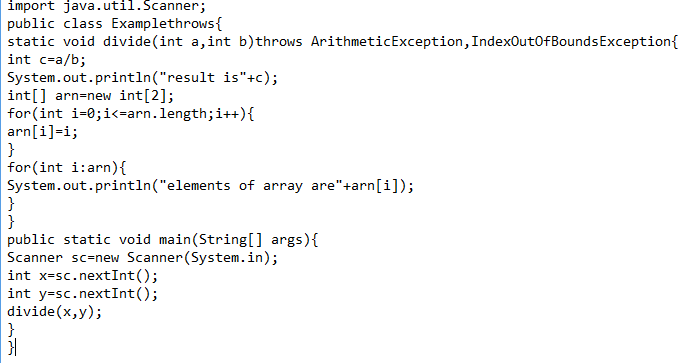 import java.util.Scanner;
public class Examplethrows{
static void divide(int a,int b)throws ArithmeticException,IndexOutOfBoundsException{
int c=a/b;
System.out.println("result is"+c);
int[] arn=new int[2];
for(int i=0;i<=arn.length;i++){
arn[i]=i;
}
for(int i:arn){
System.out.println("elements of array are"+arn[i]);
}
}
public static void main(String[] args){
Scanner sc=new Scanner(System.in);
int x=sc.nextInt();
int y=sc.nextInt();
divide(x,y);
}
}